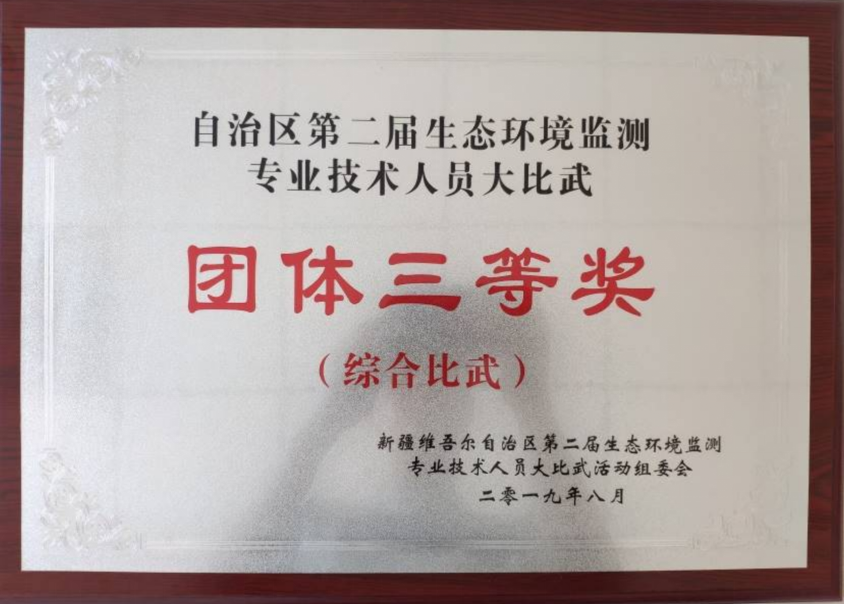 自治区第二届生态环境监测
专业技术人员大比武
团体三等奖
（综合比武）
新疆维吾尔自治区第二届生态环境监测
专业技术人员大比武活动组委会
二零一九年八月